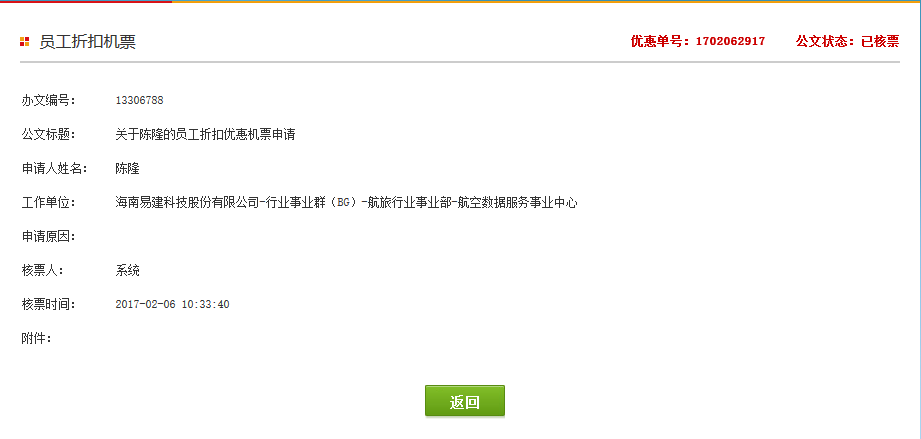 员工折扣机票 优惠单号：1702062917 公文状态：已核票
办文编号： 13306788
公文标题： 关于陈隆的员工折扣优惠机票申请
申请人姓名： 陈隆
工作单位： 海南易建科技股份有限公司-行业事业群（BG）-航旅行业事业部-航空数据服务事业中心
申请原因：
核票人： 系统
核票时间： 2017-02-06 10:33:40
附件：
返回